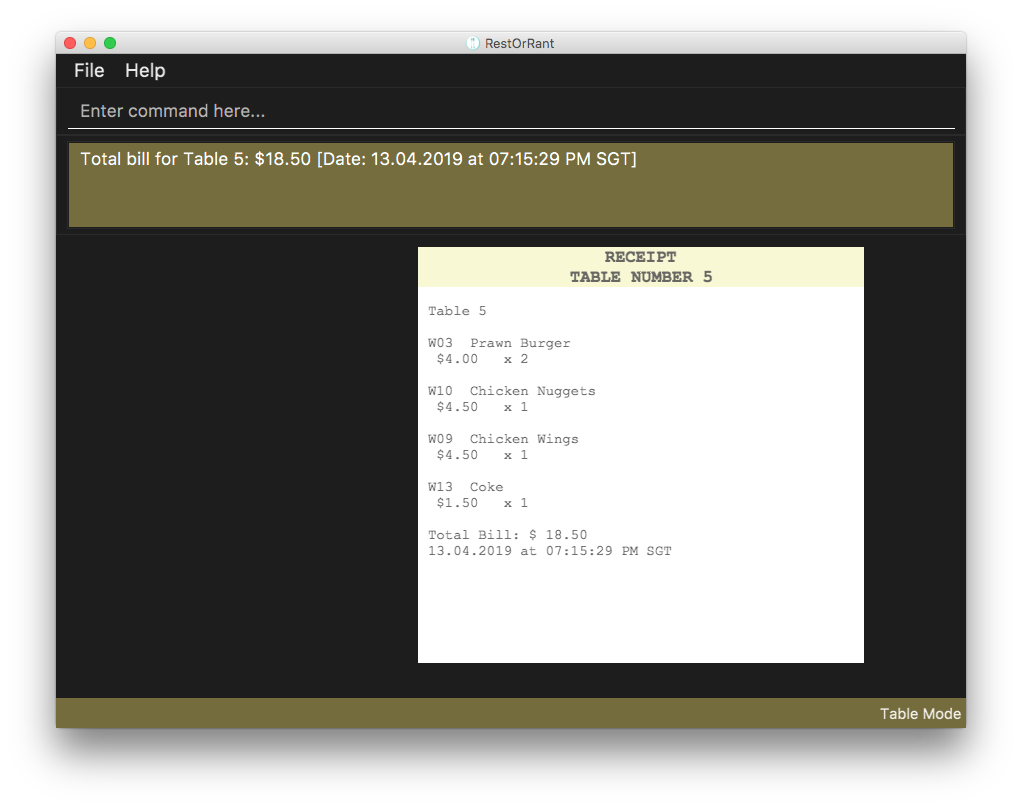 RestOrRant
File Help
Enter command here...
Total bill for Table 5: $18.50 [Date: 13.04.2019 at 07:15:29 PM SGT]
RECEIPT
TABLE NUMBER 5
Table 5
W03 Prawn Burger
$4.00 x 2
W10 Chicken Nuggets
$4.50 x 1
W09 Chicken Wings
$4.50 x 1
W13 Coke
$1.50 x 1
Total Bill: $ 18.50
13.04.2019 at 07:15:29 PM SGT
Table Mode